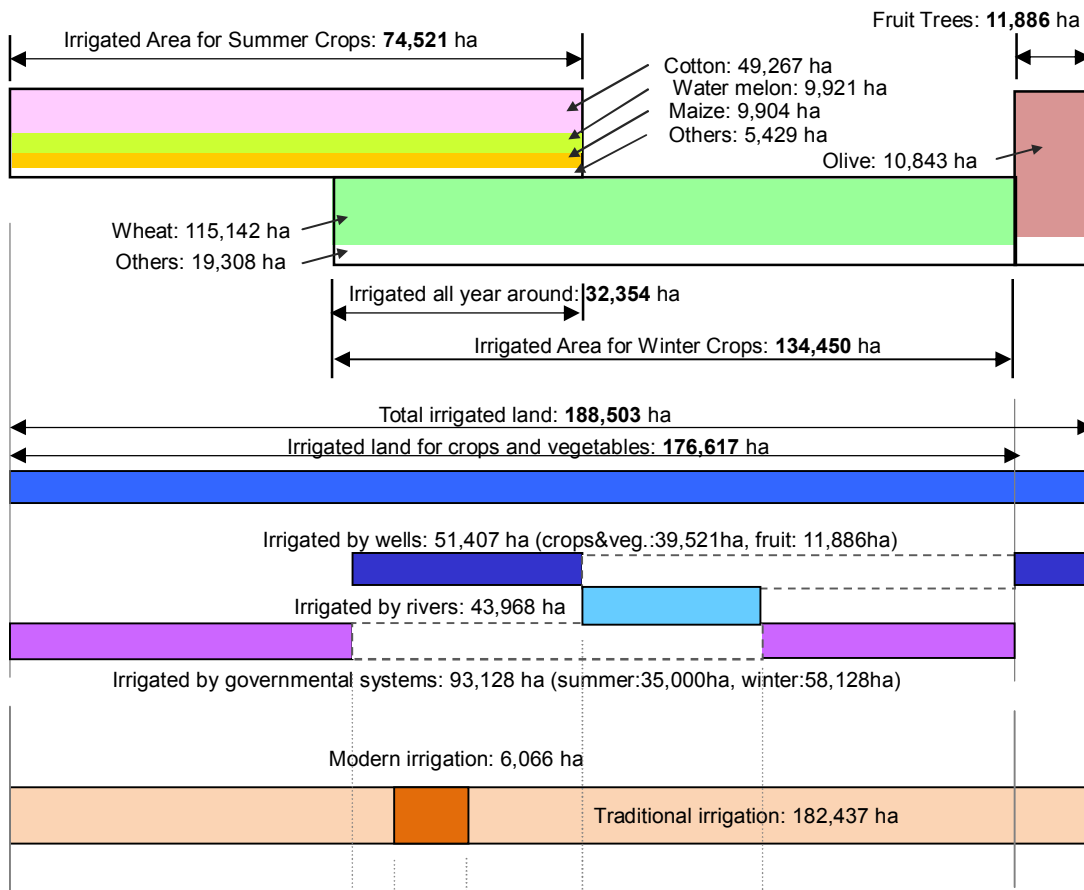 Fruit Trees: 11,886 ha
Irrigated Area for Summer Crops: 74,521 ha
Cotton: 49,267 ha
Water melon: 9,921 ha
Maize: 9,904 ha
Others: 5,429 ha
Olive: 10,843 ha
Wheat: 115,142 ha
Others: 19,308 ha
Irrigated all year around: 32,354 ha
Irrigated Area for Winter Crops: 134,450 ha
Total irrigated land: 188,503 ha
Irrigated land for crops and vegetables: 176,617 ha
Irrigated by wells: 51,407 ha (crops&veg.:39,521ha, fruit: 11,886ha)
Irrigated by rivers: 43,968 ha
Irrigated by governmental systems: 93,128 ha (summer:35,000ha, winter:58,128ha)
Modern irrigation: 6,066 ha
Traditional irrigation: 182,437 ha